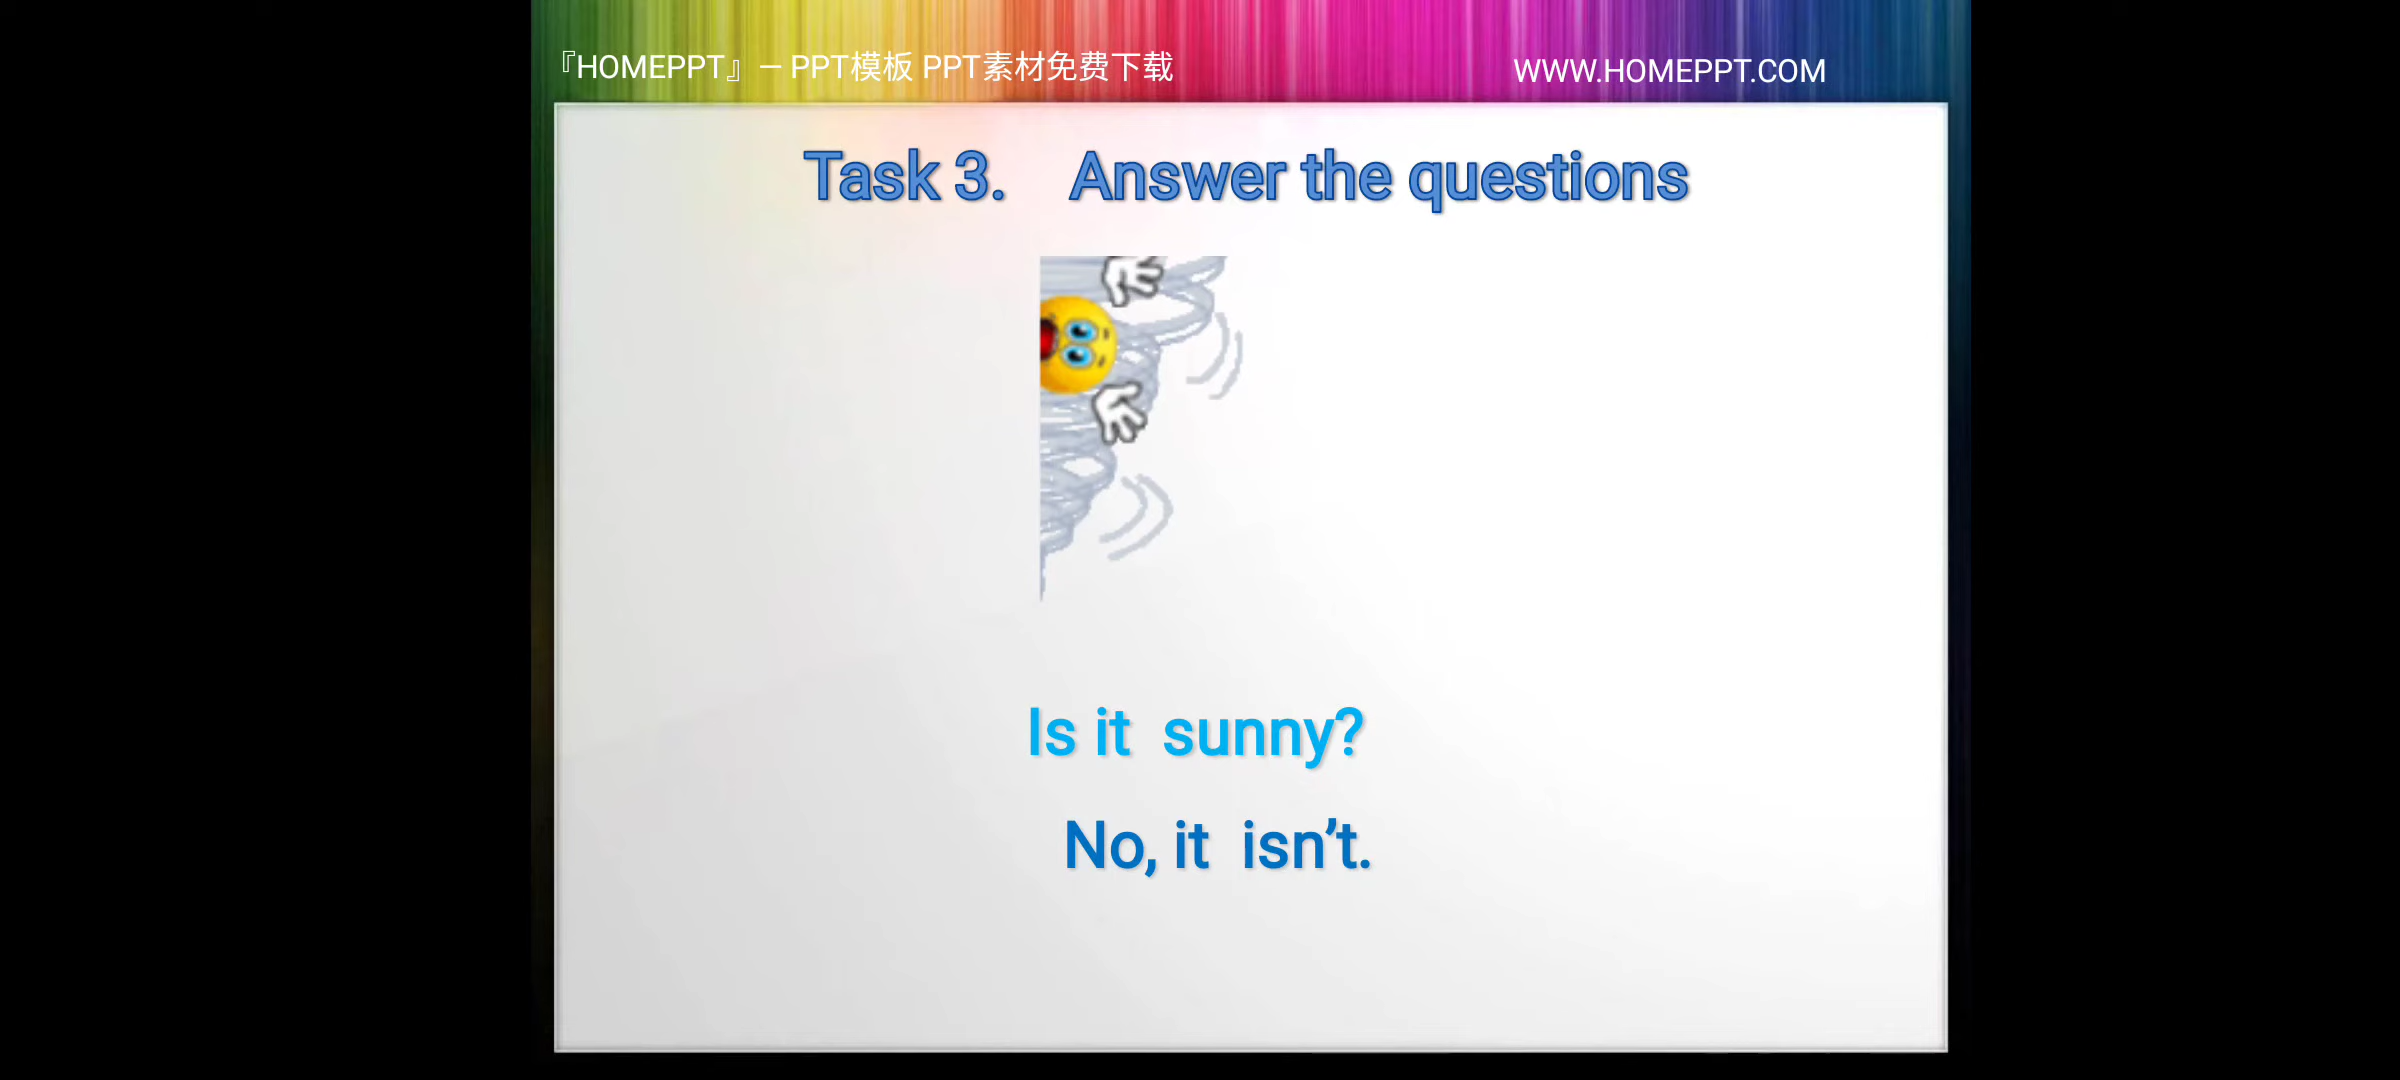 『HOMEPPT』 – PPT模板 PPT素材免费下载
WWW.HOMEPPT.COM
Task 3. Answer the questions
Is it sunny?
No, it isn’t.